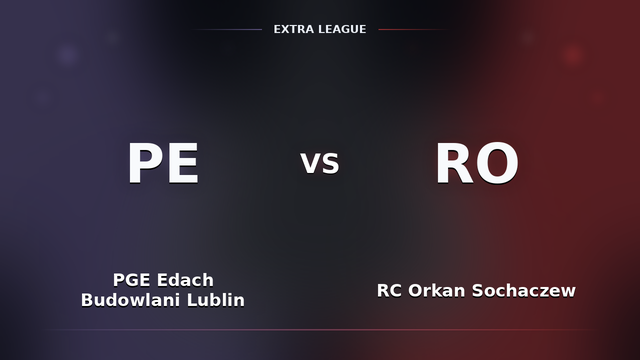 EXTRA LEAGUE
PE
VS
RO
PGE Edach
Budowlani Lublin
RC Orkan Sochaczew